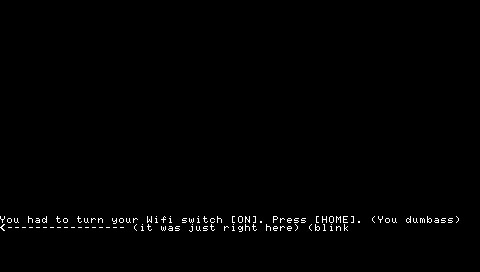 You had to turn your Wifi switch [ON]. Press [HOME]. (You dumbass)
<----------------- (it was just right here) (blink